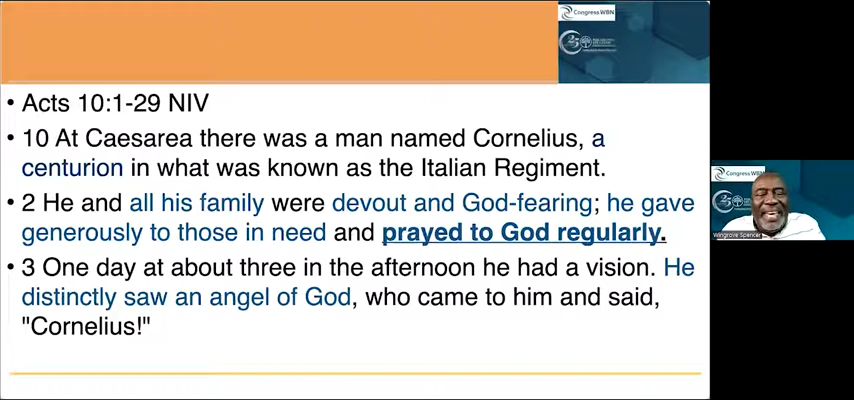 Congress WBN
25
• Acts 10:1-29 NIV
• 10 At Caesarea there was a man named Cornelius, a
centurion in what was known as the Italian Regiment.
• 2 He and all his family were devout and God-fearing; he gave
generously to those in need and prayed to God regularly.
• 3 One day at about three in the afternoon he had a vision. He
distinctly saw an angel of God, who came to him and said,
"Cornelius!"
Congress WBN
25
Wingrove Spencer